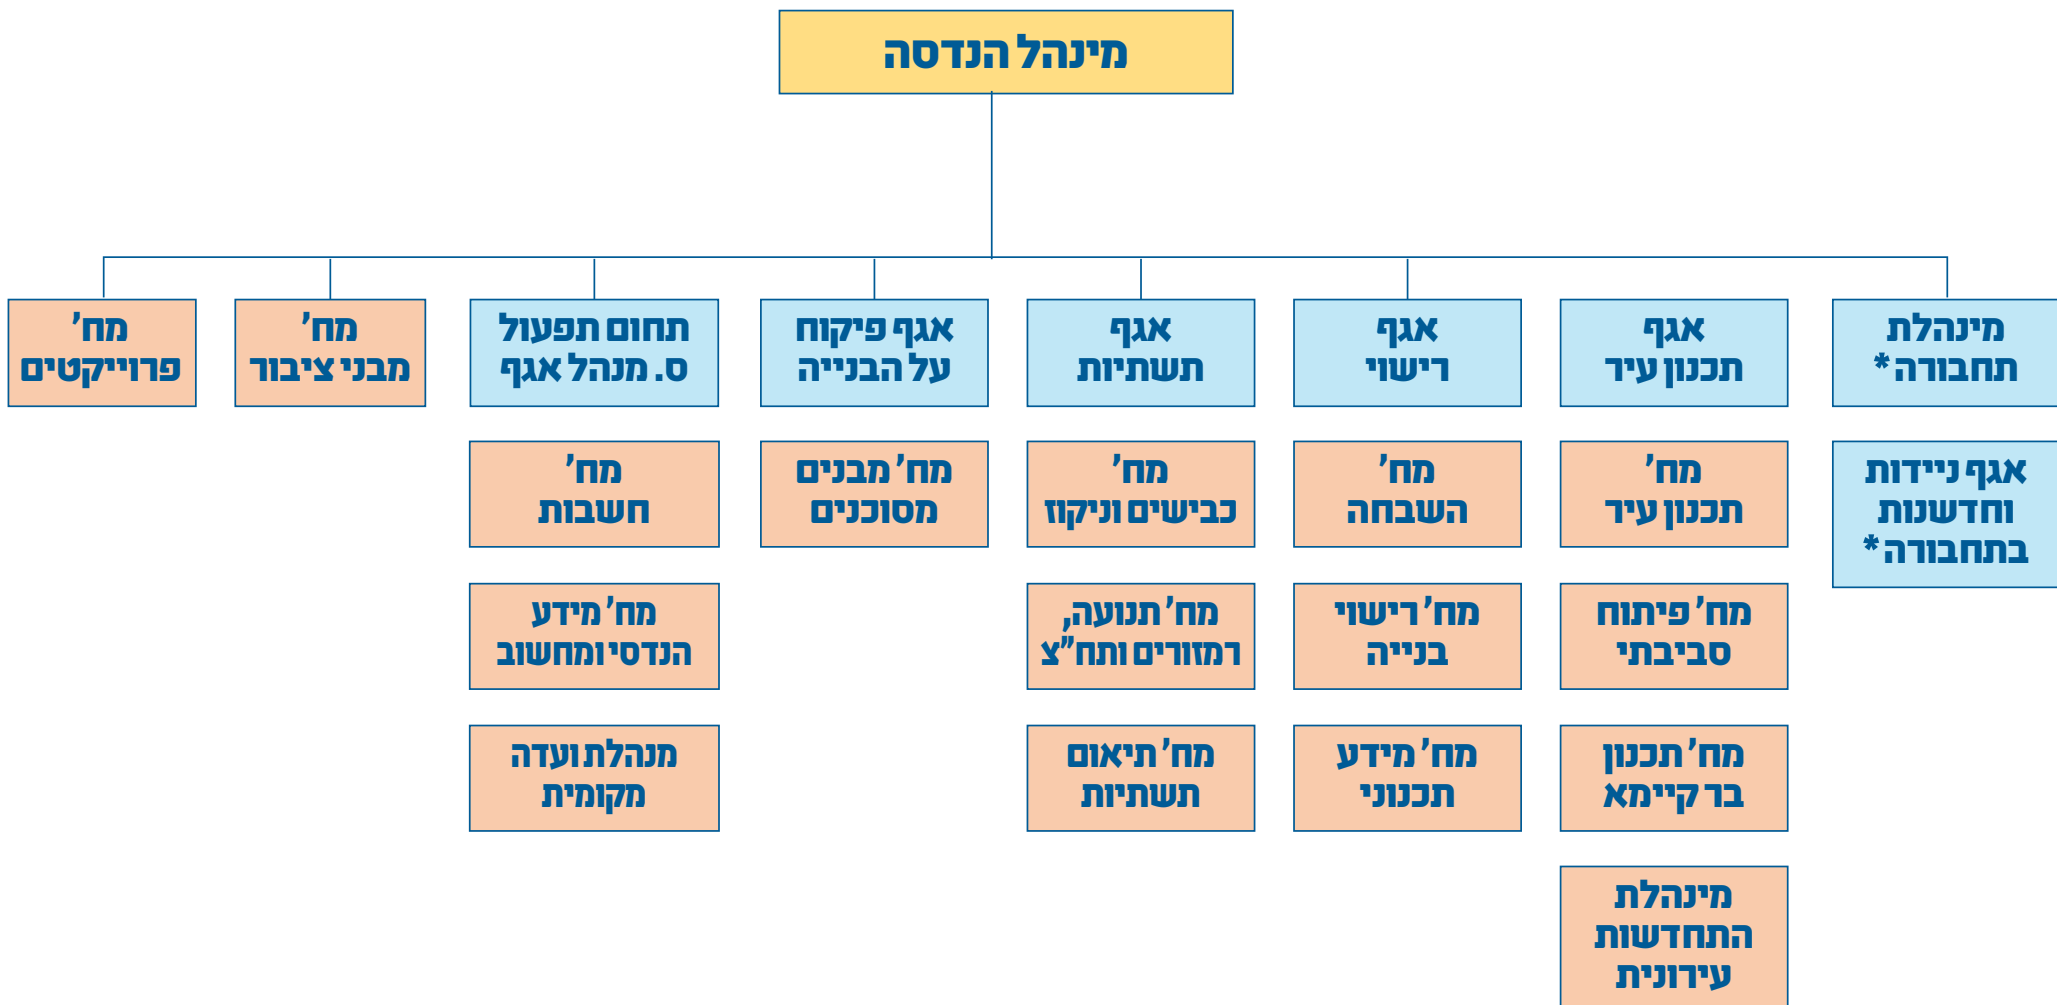 מינהל הנדסה
מינהלת
תחבורה*
אגף ניידות
וחדשנות
בתחבורה*
אגף
תכנון עיר
מח'
תכנון עיר
מח' פיתוח
סביבתי
מח' תכנון
בר קיימא
מינהלת
התחדשות
עירונית
אגף
רישוי
מח'
השבחה
מח' רישוי
בנייה
מח' מידע
תכנוני
אגף
תשתיות
מח'
כבישים וניקוז
מח' תנועה,
רמזורים ותח"צ
מח' תיאום
תשתיות
אגף פיקוח
על הבנייה
מח' מבנים
מסוכנים
תחום תפעול
ס. מנהל אגף
מח'
חשבות
מח' מידע
הנדסי ומחשוב
מנהלת ועדה
מקומית
מח'
מבני ציבור
מח'
פרוייקטים